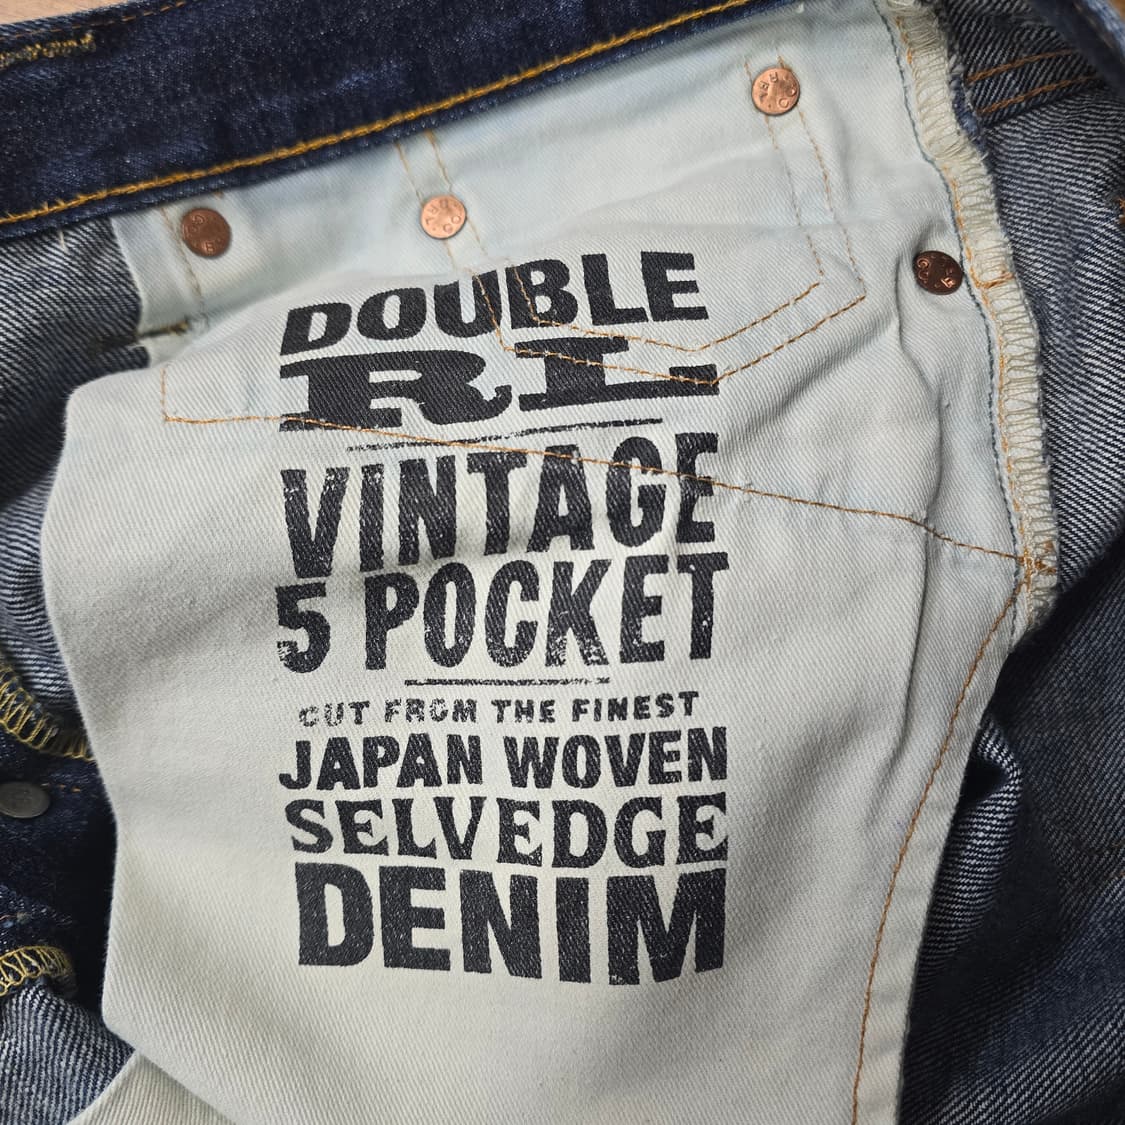 DOUBLE
RL
VINTAGE
5 POCKET
CUT FROM THE FINEST
JAPAN WOVEN
SELVEDGE
DENIM